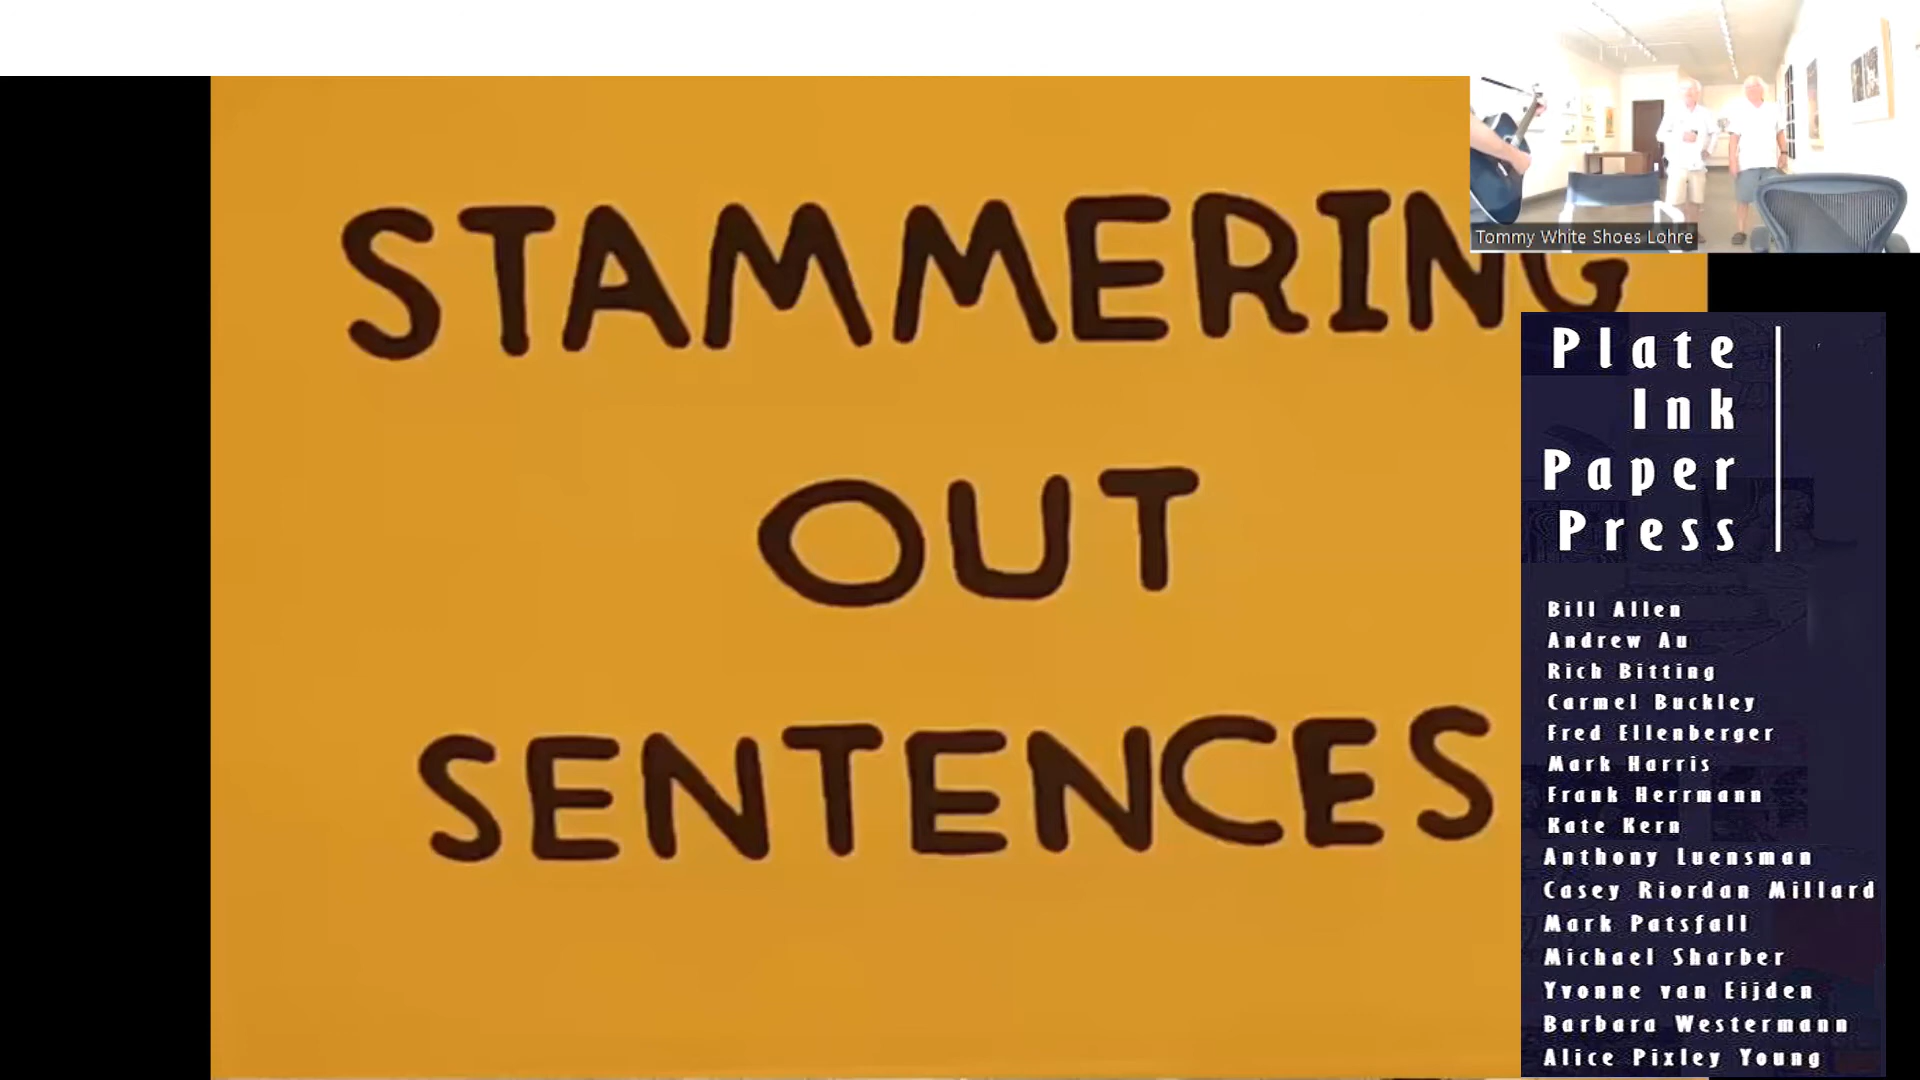 STAMMERING
OUT
SENTENCES
Tommy White Shoes Lohre
Plate
Ink
Paper
Press
Bill Allen
Andrew Au
Rich Bitting
Carmel Buckley
Fred Ellenberger
Mark Harris
Frank Herrmann
Kate Kern
Anthony Luensman
Casey Riordan Millard
Mark Patsfall
Michael Sharber
Yvonne van Eijden
Barbara Westermann
Alice Pixley Young